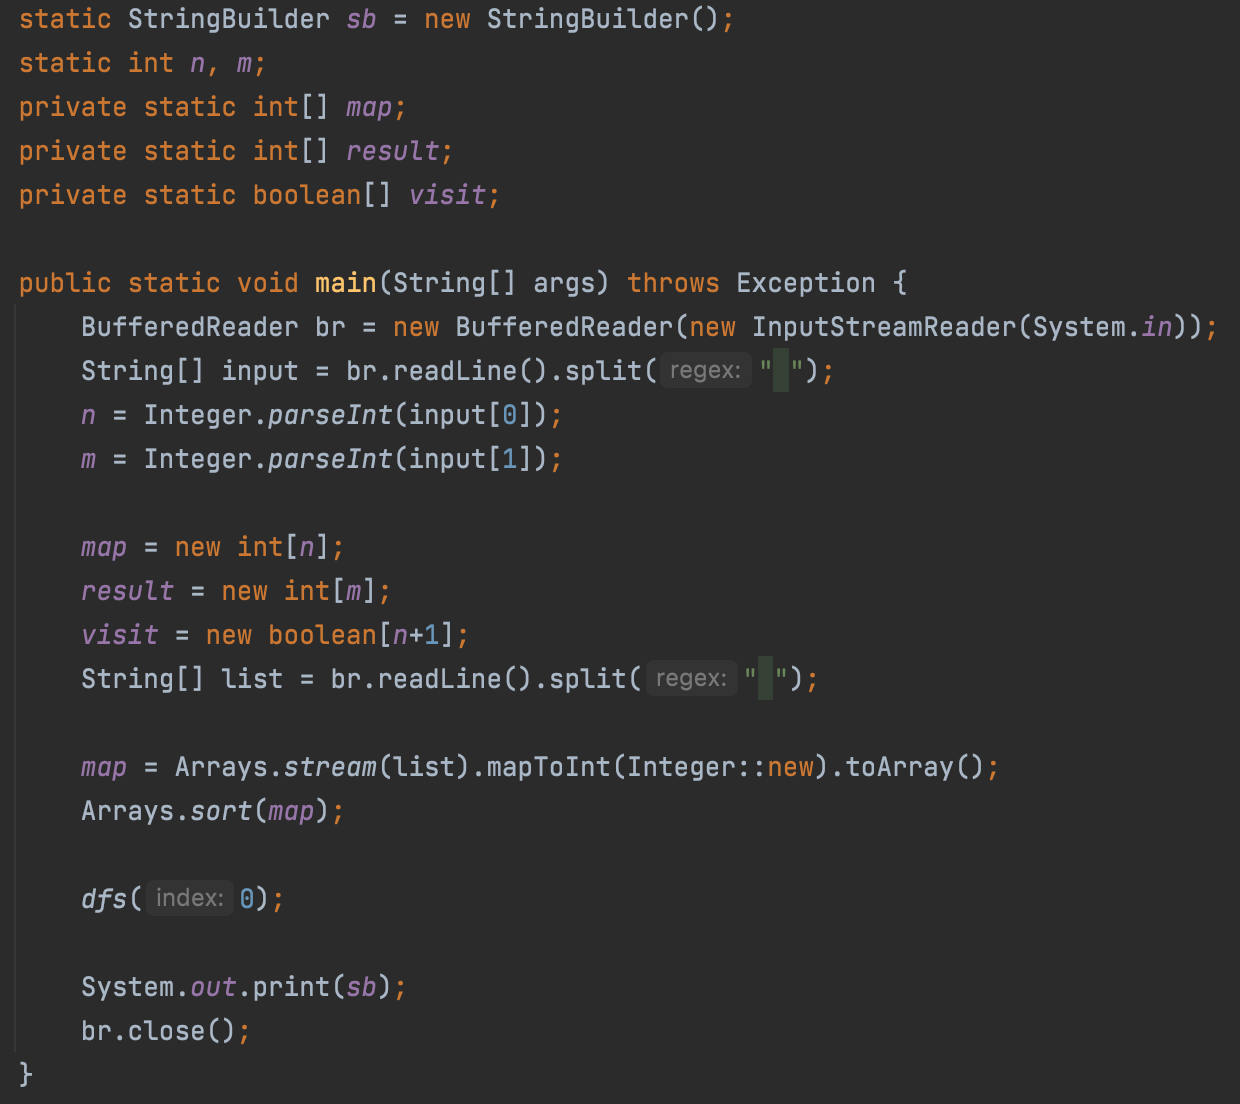 static StringBuilder sb = new StringBuilder();
static int n, m;
private static int[] map;
private static int[] result;
private static boolean[] visit;
public static void main(String[] args) throws Exception {
BufferedReader br = new BufferedReader(new InputStreamReader(System.in));
String[] input = br.readLine().split( regex: " ");
n = Integer.parseInt(input[0]);
m = Integer.parseInt(input[1]);
map = new int[n];
result = new int[m];
visit = new boolean[n+1];
String[] list = br.readLine().split( regex: " ");
map = Arrays.stream(list).mapToInt(Integer::new).toArray();
Arrays.sort(map);
dfs( index: 0);
System.out.print(sb);
br.close();
}